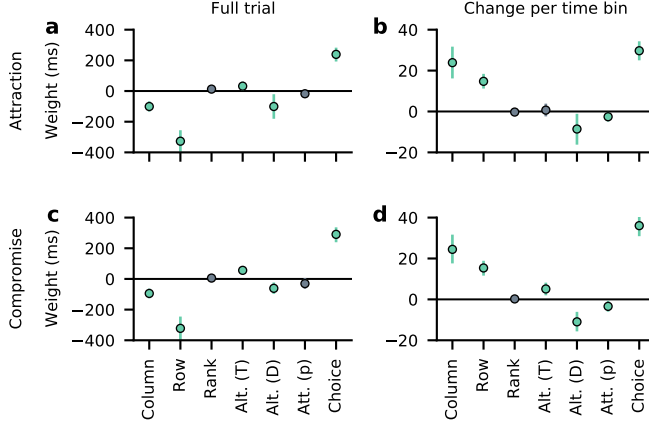 Full trial
Change per time bin
a
b
Attraction
Weight (ms)
400
200
0
−200
−400
40
20
0
−20
c
d
Compromise
Weight (ms)
400
200
0
−200
−400
40
20
0
−20
Column
Row
Rank
Alt. (T)
Alt. (D)
Att. (p)
Choice
Column
Row
Rank
Alt. (T)
Alt. (D)
Att. (p)
Choice